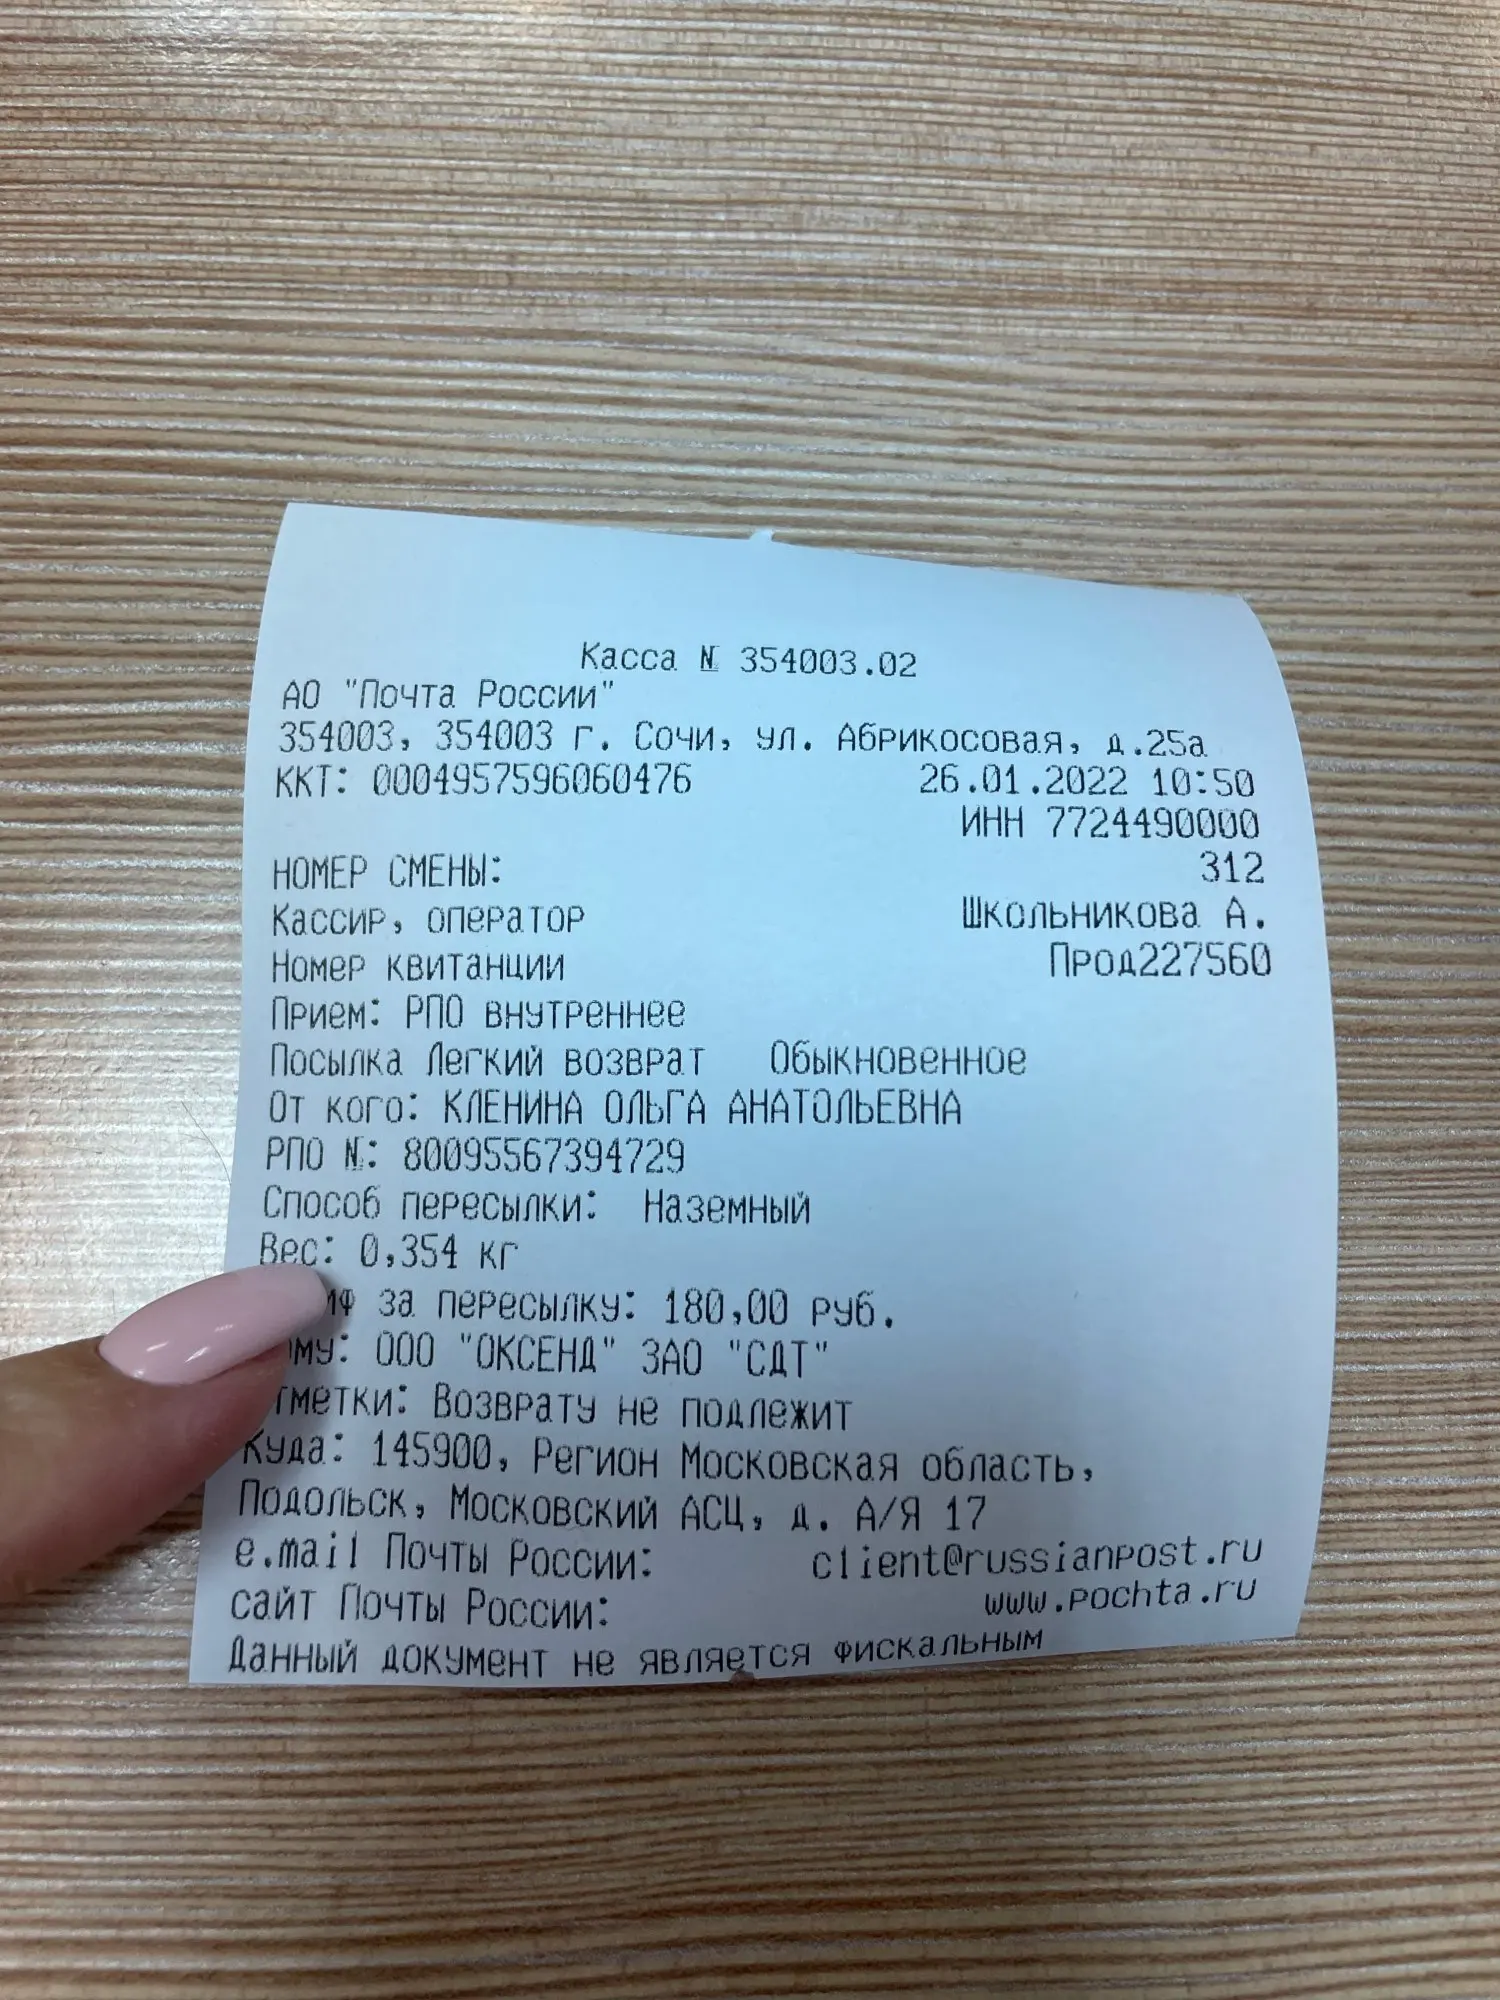 Касса № 354003.02
АО "Почта России"
354003, 354003 г. Сочи, ул. Абрикосовая, д.25а
ККТ: 0004957596060476 26.01.2022 10:50
ИНН 7724490000
НОМЕР СМЕНЫ: 312
Кассир, оператор Школьникова А.
Номер квитанции Прод227560
Прием: РПО внутреннее
Посылка Легкий возврат Обыкновенное
От кого: КЛЕНИНА ОЛЬГА АНАТОЛЬЕВНА
РПО №: 80095567394729
Способ пересылки: Наземный
Вес: 0,354 кг
за пересылку: 180,00 руб.
ООО "ОКСЕНД" ЗАО "СДТ"
Возврату не подлежит
Куда: 145900, Регион Московская область,
Подольск, Московский АСЦ, д. А/Я 17
e.mail Почты России: client@russianpost.ru
сайт Почты России: www.pochta.ru
Данный документ не является фискальным